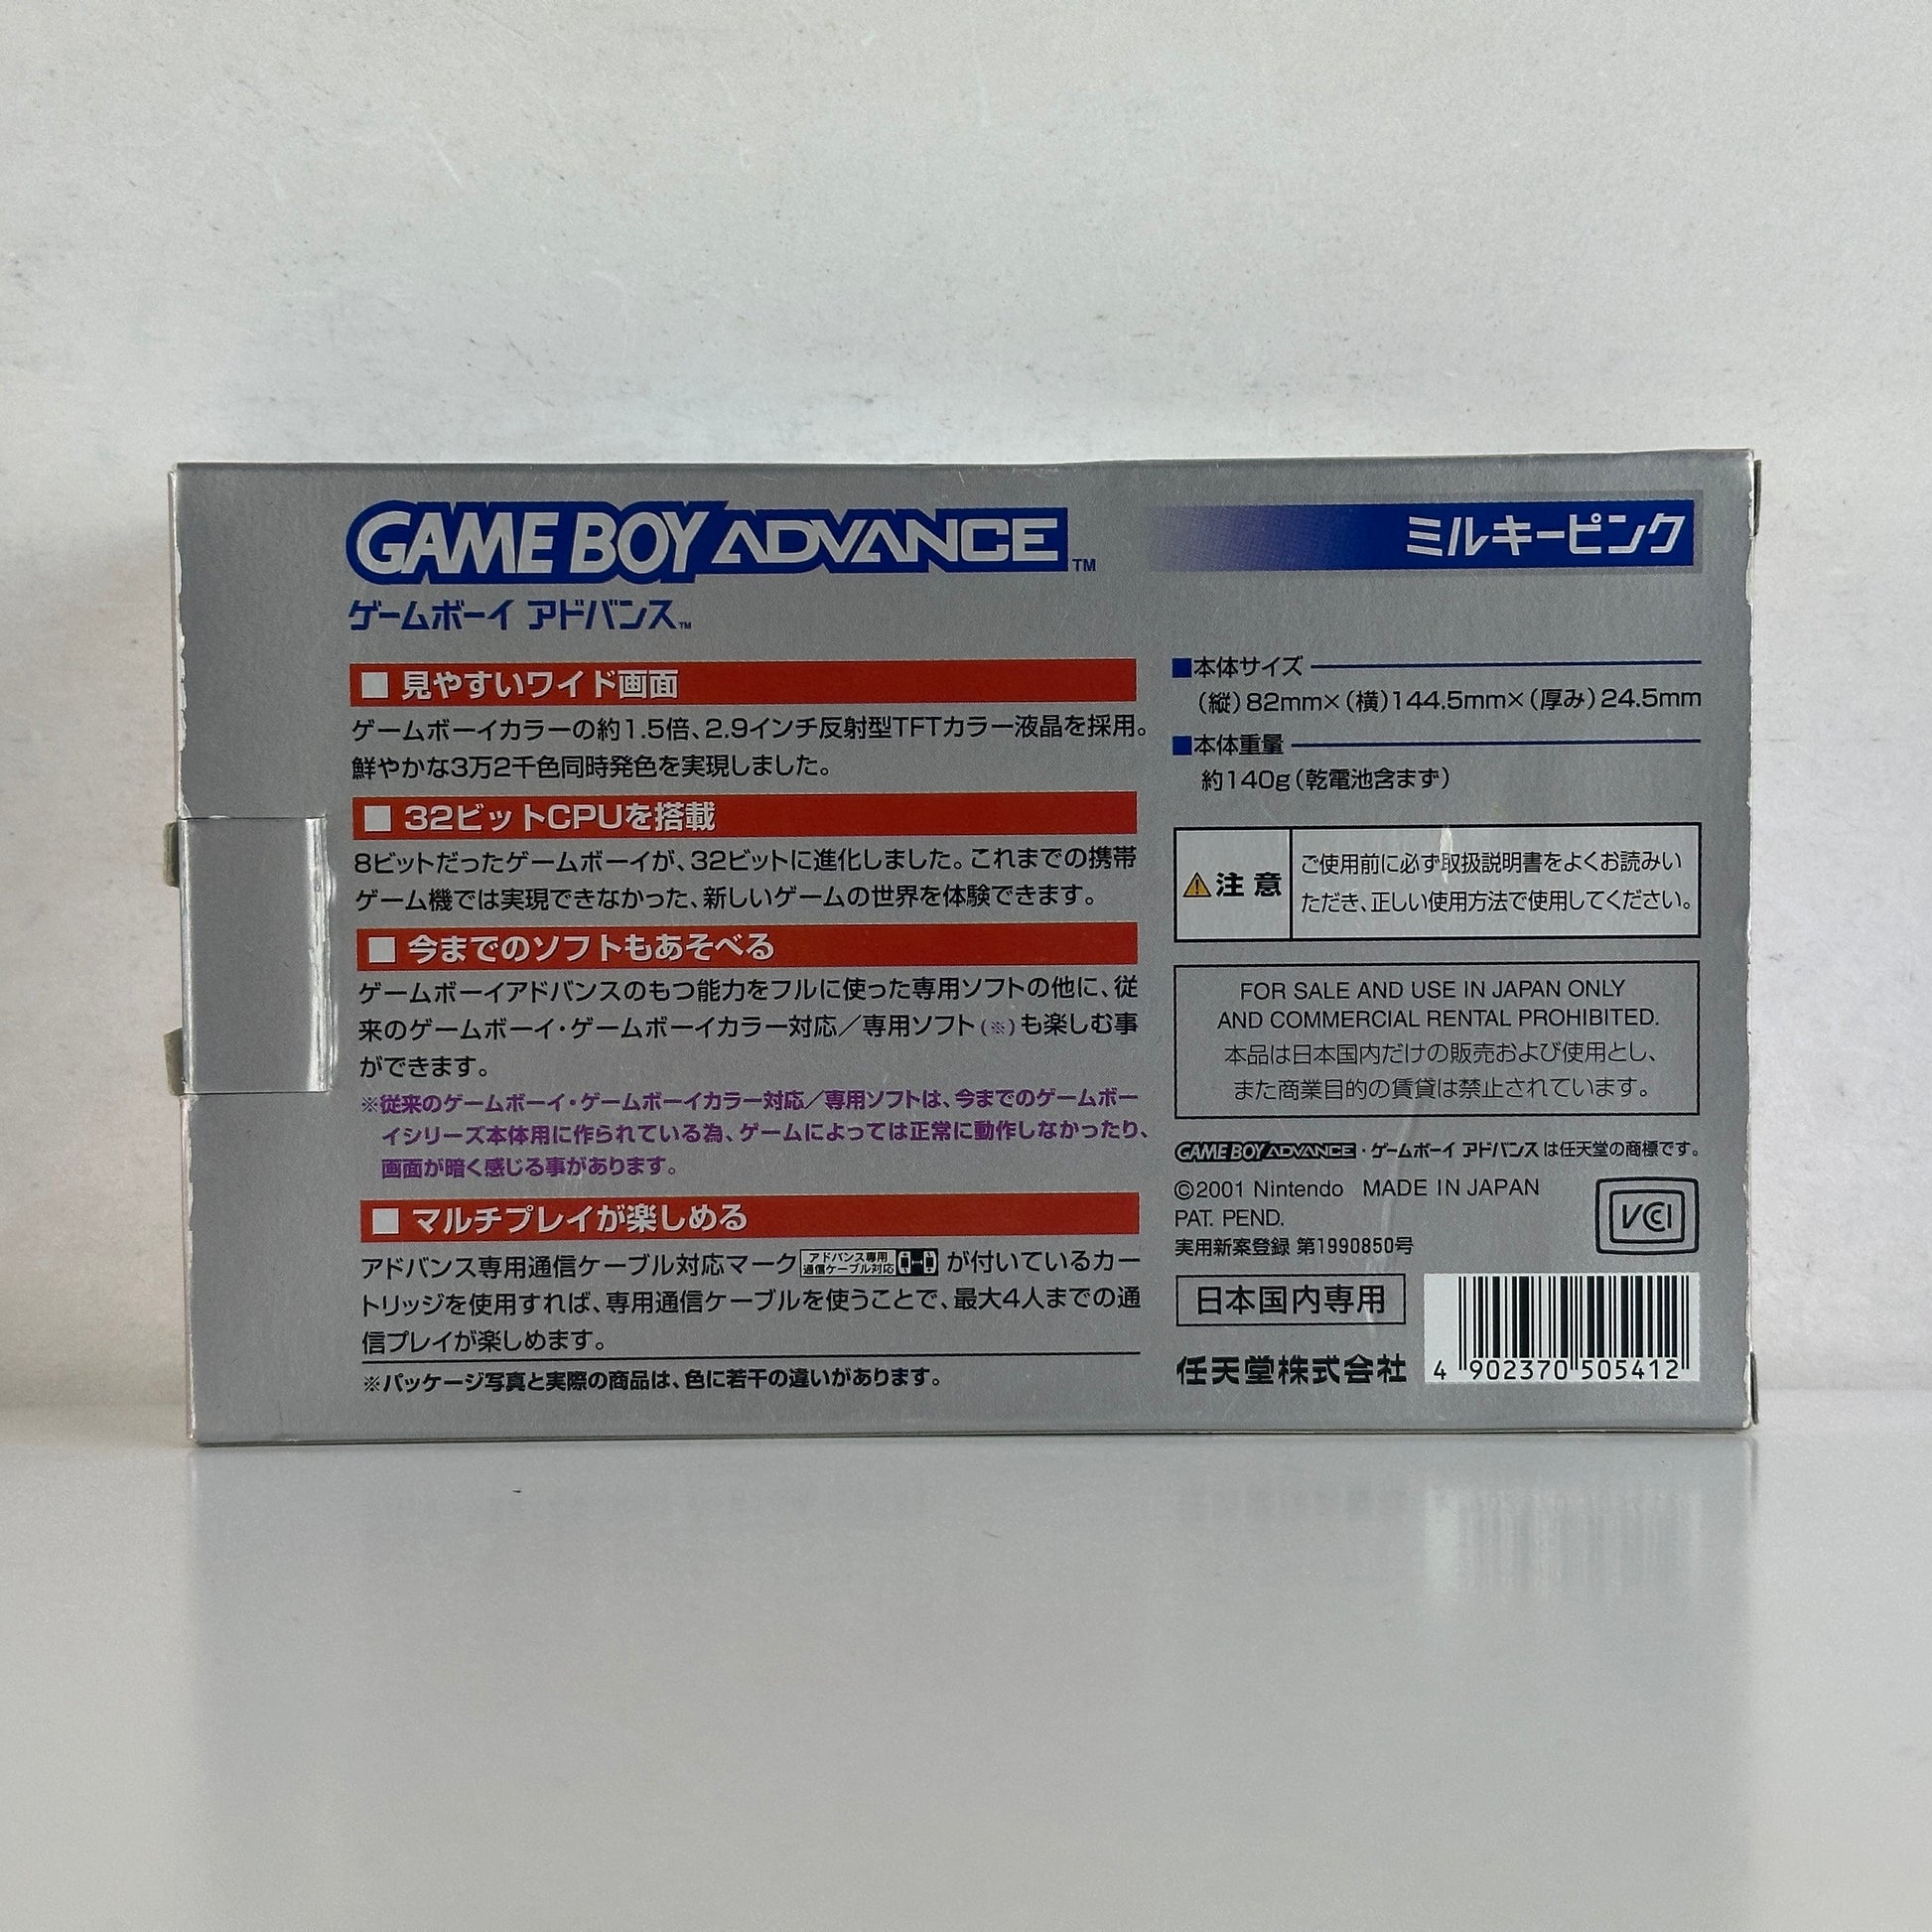 GAME BOY ADVANCE™
ゲームボーイ アドバンス™
■ 見やすいワイド画面
ゲームボーイカラーの約1.5倍、2.9インチ反射型TFTカラー液晶を採用。
鮮やかな3万2千色同時発色を実現しました。
■ 32ビットCPUを搭載
8ビットだったゲームボーイが、32ビットに進化しました。これまでの携帯
ゲーム機では実現できなかった、新しいゲームの世界を体験できます。
■ 今までのソフトもあそべる
ゲームボーイアドバンスのもつ能力をフルに使った専用ソフトの他に、従
来のゲームボーイ・ゲームボーイカラー対応／専用ソフト(※)も楽しむ事
ができます。
※従来のゲームボーイ・ゲームボーイカラー対応／専用ソフトは、今までのゲームボー
イシリーズ本体用に作られている為、ゲームによっては正常に動作しなかったり、
画面が暗く感じる事があります。
■ マルチプレイが楽しめる
アドバンス専用通信ケーブル対応マーク アドバンス専用 通信ケーブル対応 が付いているカー
トリッジを使用すれば、専用通信ケーブルを使うことで、最大4人までの通
信プレイが楽しめます。
※パッケージ写真と実際の商品は、色に若干の違いがあります。
ミルキーピンク
■本体サイズ
（縦）82mm×（横）144.5mm×（厚み）24.5mm
■本体重量
約140g（乾電池含まず）
注意
ご使用前に必ず取扱説明書をよくお読みい
ただき、正しい使用方法で使用してください。
FOR SALE AND USE IN JAPAN ONLY
AND COMMERCIAL RENTAL PROHIBITED.
本品は日本国内だけの販売および使用とし、
また商業目的の賃貸は禁止されています。
GAME BOY ADVANCE・ゲームボーイ アドバンス は任天堂の商標です。
©2001 Nintendo MADE IN JAPAN
PAT. PEND.
実用新案登録 第1990850号
VCI
日本国内専用
任天堂株式会社
4 902370 505412